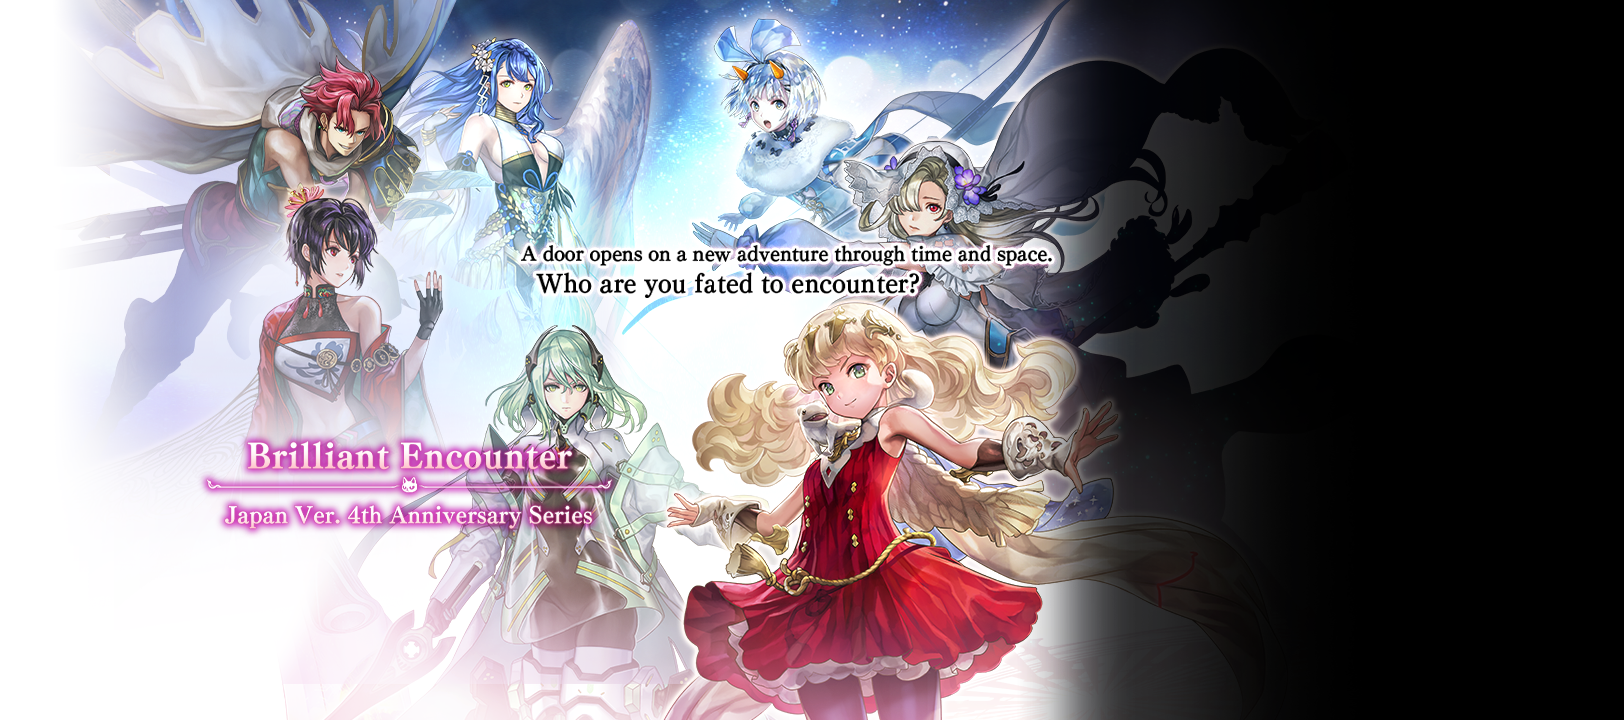 A door opens on a new adventure through time and space.
Who are you fated to encounter?
Brilliant Encounter
Japan Ver. 4th Anniversary Series